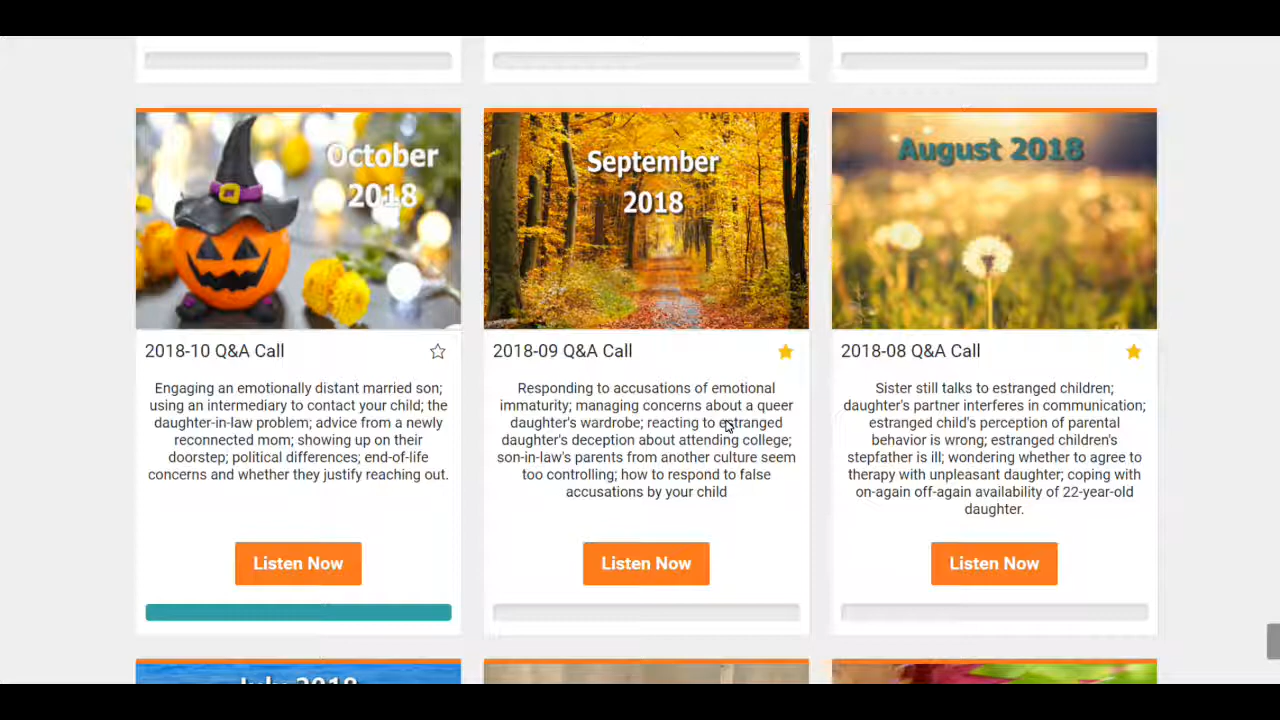 October
2018
September
2018
August 2018
2018-10 Q&A Call
2018-09 Q&A Call
2018-08 Q&A Call
Engaging an emotionally distant married son;
using an intermediary to contact your child; the
daughter-in-law problem; advice from a newly
reconnected mom; showing up on their
doorstep; political differences; end-of-life
concerns and whether they justify reaching out.
Responding to accusations of emotional
immaturity; managing concerns about a queer
daughter's wardrobe; reacting to estranged
daughter's deception about attending college;
son-in-law's parents from another culture seem
too controlling; how to respond to false
accusations by your child
Sister still talks to estranged children;
daughter's partner interferes in communication;
estranged child's perception of parental
behavior is wrong; estranged children's
stepfather is ill; wondering whether to agree to
therapy with unpleasant daughter; coping with
on-again off-again availability of 22-year-old
daughter.
Listen Now
Listen Now
Listen Now
July 2018